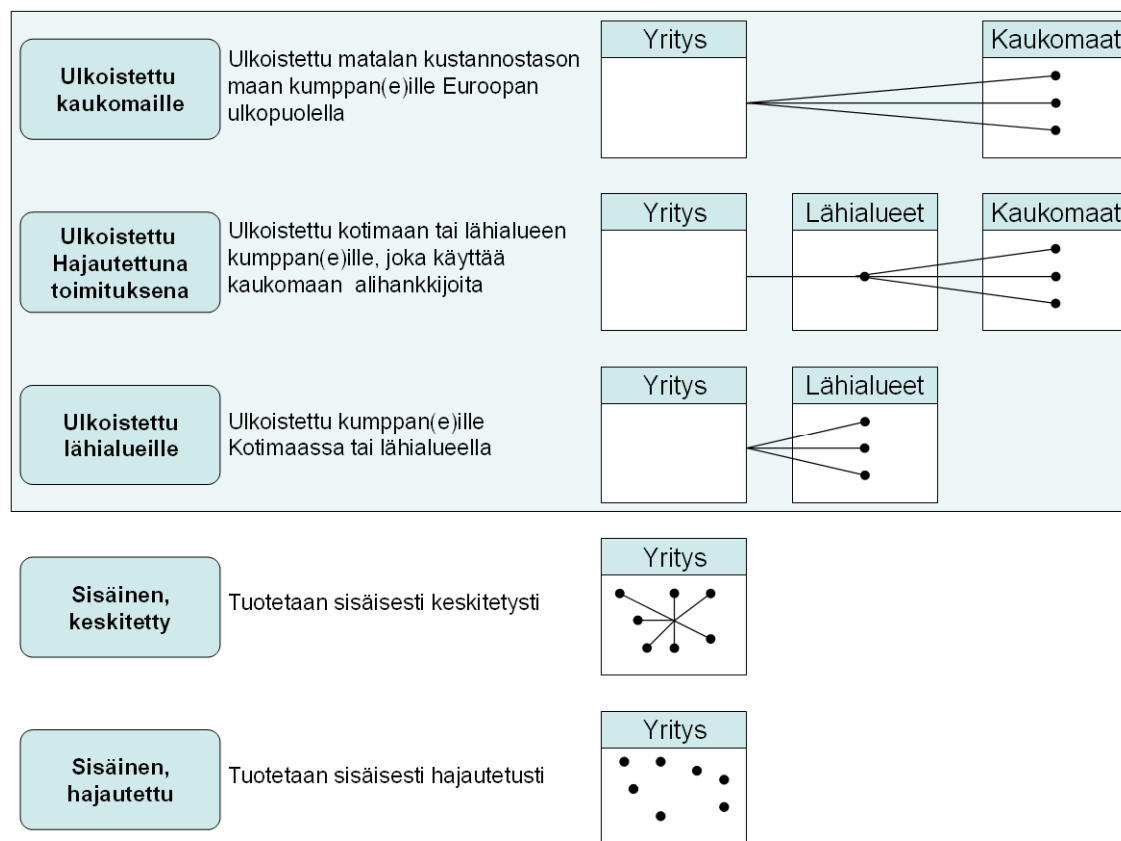 Ulkoistettu
kaukomaille
Ulkoistettu matalan kustannostason
maan kumppan(e)ille Euroopan
ulkopuolella
Yritys
Kaukomaat
Ulkoistettu
Hajautettuna
toimituksena
Ulkoistettu kotimaan tai lähialueen
kumppan(e)ille, joka käyttää
kaukomaan alihankkijoita
Yritys
Lähialueet
Kaukomaat
Ulkoistettu
lähialueille
Ulkoistettu kumppan(e)ille
Kotimaassa tai lähialueella
Yritys
Lähialueet
Sisäinen,
keskitetty
Tuotetaan sisäisesti keskitetysti
Yritys
Sisäinen,
hajautettu
Tuotetaan sisäisesti hajautetusti
Yritys